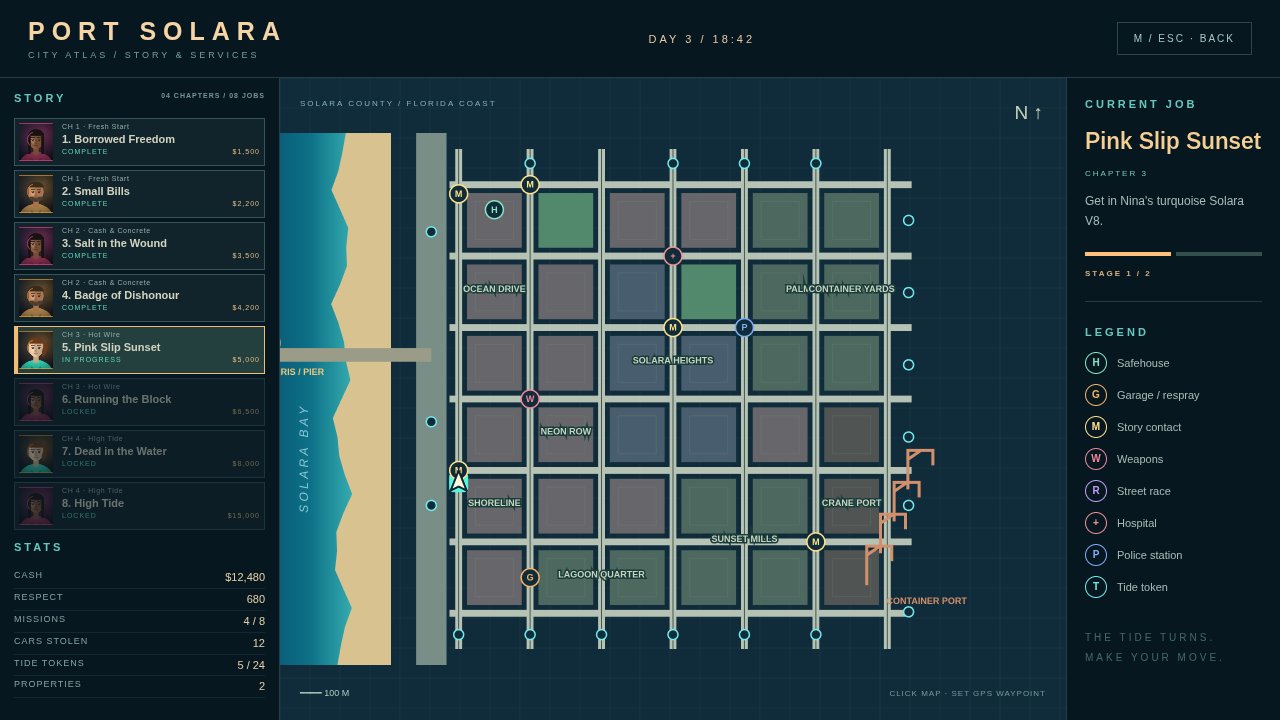 PORT SOLARA
CITY ATLAS / STORY & SERVICES
DAY 3 / 18:42
M / ESC · BACK
STORY
04 CHAPTERS / 08 JOBS
CH 1 · Fresh Start
1. Borrowed Freedom
COMPLETE
$1,500
CH 1 · Fresh Start
2. Small Bills
COMPLETE
$2,200
CH 2 · Cash & Concrete
3. Salt in the Wound
COMPLETE
$3,500
CH 2 · Cash & Concrete
4. Badge of Dishonour
COMPLETE
$4,200
CH 3 · Hot Wire
5. Pink Slip Sunset
IN PROGRESS
$5,000
CH 3 · Hot Wire
6. Running the Block
LOCKED
$6,500
CH 4 · High Tide
7. Dead in the Water
LOCKED
$8,000
CH 4 · High Tide
8. High Tide
LOCKED
$15,000
STATS
CASH
$12,480
RESPECT
680
MISSIONS
4 / 8
CARS STOLEN
12
TIDE TOKENS
5 / 24
PROPERTIES
2
SOLARA COUNTY / FLORIDA COAST
N ↑
M
M
H
+
OCEAN DRIVE
PALM
CONTAINER YARDS
M
P
SOLARA HEIGHTS
RIS / PIER
W
SOLARA BAY
NEON ROW
M
SHORELINE
CRANE PORT
SUNSET MILLS
M
G
LAGOON QUARTER
CONTAINER PORT
100 M
CLICK MAP · SET GPS WAYPOINT
CURRENT JOB
Pink Slip Sunset
CHAPTER 3
Get in Nina's turquoise Solara
V8.
STAGE 1 / 2
LEGEND
H Safehouse
G Garage / respray
M Story contact
W Weapons
R Street race
+ Hospital
P Police station
T Tide token
THE TIDE TURNS.
MAKE YOUR MOVE.